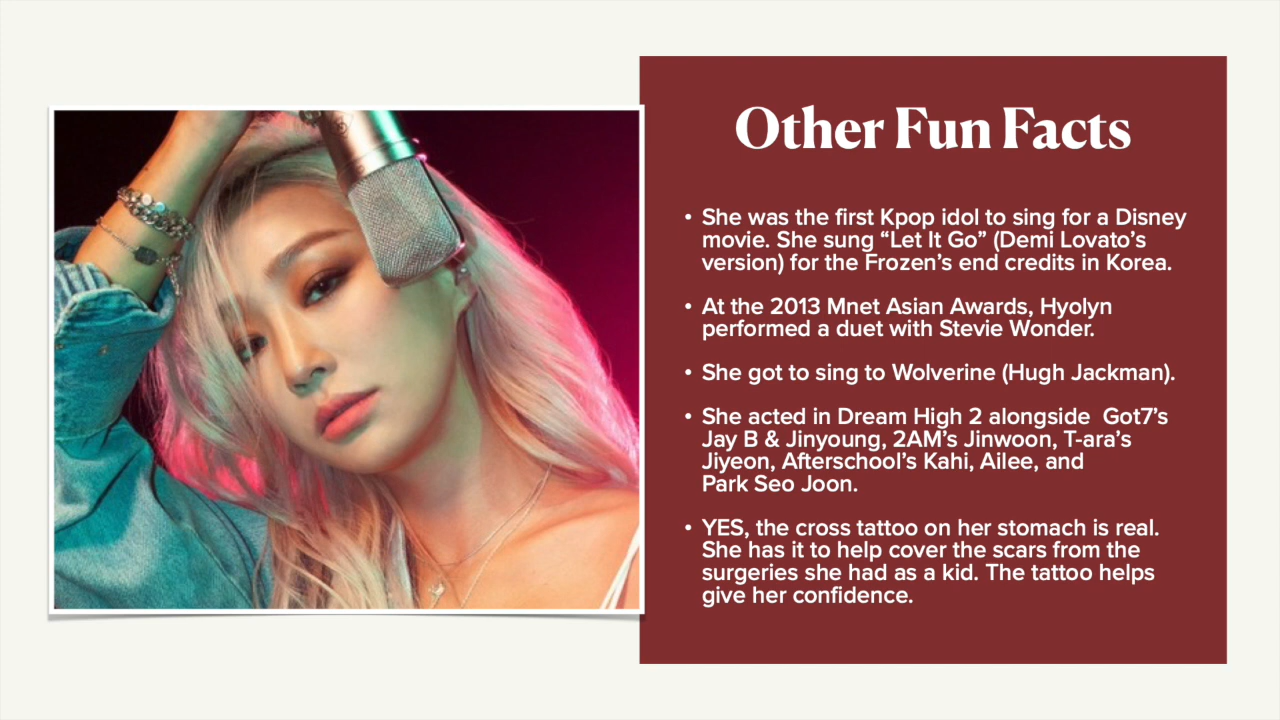 Other Fun Facts
• She was the first Kpop idol to sing for a Disney
movie. She sung “Let It Go” (Demi Lovato’s
version) for the Frozen’s end credits in Korea.
• At the 2013 Mnet Asian Awards, Hyolyn
performed a duet with Stevie Wonder.
• She got to sing to Wolverine (Hugh Jackman).
• She acted in Dream High 2 alongside  Got7’s
Jay B & Jinyoung, 2AM’s Jinwoon, T-ara’s
Jiyeon, Afterschool’s Kahi, Ailee, and
Park Seo Joon.
• YES, the cross tattoo on her stomach is real.
She has it to help cover the scars from the
surgeries she had as a kid. The tattoo helps
give her confidence.